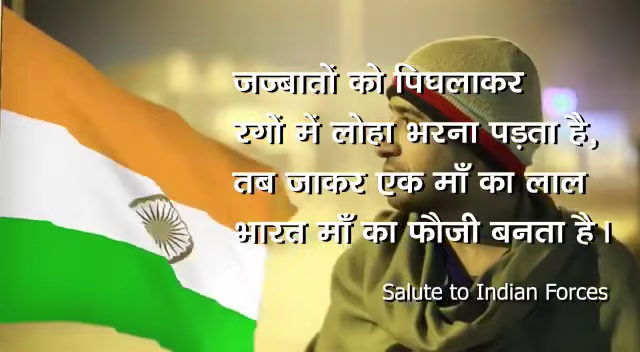 जज्बातों को पिघलाकर
रगों में लोहा भरना पड़ता है,
तब जाकर एक माँ का लाल
भारत माँ का फौजी बनता है।
Salute to Indian Forces